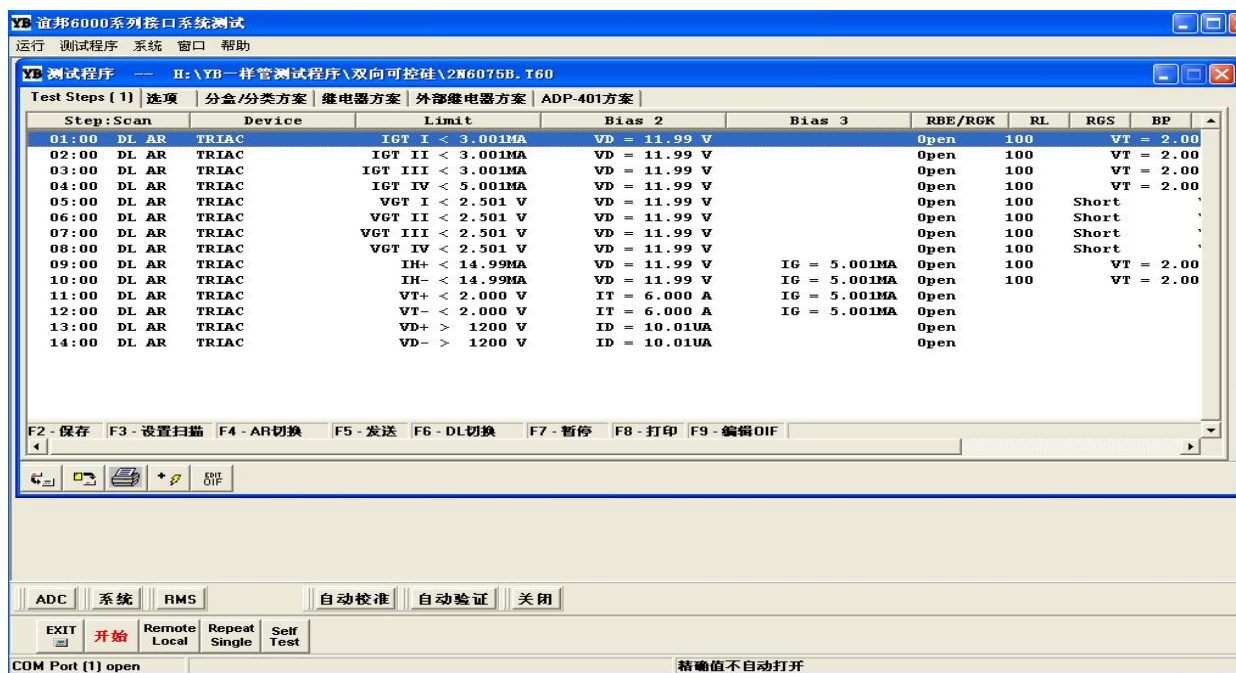 YB 谊邦6000系列接口系统测试
运行 测试程序 系统 窗口 帮助
YB 测试程序 -- H:\YB一样管测试程序\双向可控硅\2N6075B.T60
Test Steps (1) 选项 分盒/分类方案 继电器方案 外部继电器方案 ADP-401方案
Step:Scan Device Limit Bias 2 Bias 3 RBE/RGK RL RGS BP
01:00 DL AR TRIAC IGT I < 3.001MA VD = 11.99 V Open 100 VT = 2.00
02:00 DL AR TRIAC IGT II < 3.001MA VD = 11.99 V Open 100 VT = 2.00
03:00 DL AR TRIAC IGT III < 3.001MA VD = 11.99 V Open 100 VT = 2.00
04:00 DL AR TRIAC IGT IV < 5.001MA VD = 11.99 V Open 100 VT = 2.00
05:00 DL AR TRIAC VGT I < 2.501 V VD = 11.99 V Open 100 Short
06:00 DL AR TRIAC VGT II < 2.501 V VD = 11.99 V Open 100 Short
07:00 DL AR TRIAC VGT III < 2.501 V VD = 11.99 V Open 100 Short
08:00 DL AR TRIAC VGT IV < 2.501 V VD = 11.99 V Open 100 Short
09:00 DL AR TRIAC IH+ < 14.99MA VD = 11.99 V IG = 5.001MA Open 100 VT = 2.00
10:00 DL AR TRIAC IH- < 14.99MA VD = 11.99 V IG = 5.001MA Open 100 VT = 2.00
11:00 DL AR TRIAC VT+ < 2.000 V IT = 6.000 A IG = 5.001MA Open
12:00 DL AR TRIAC VT- < 2.000 V IT = 6.000 A IG = 5.001MA Open
13:00 DL AR TRIAC VD+ > 1200 V ID = 10.01UA Open
14:00 DL AR TRIAC VD- > 1200 V ID = 10.01UA Open
F2 - 保存 F3 - 设置扫描 F4 - AR切换 F5 - 发送 F6 - DL切换 F7 - 暂停 F8 - 打印 F9 - 编辑OIF
EDIT OIF
ADC 系统 RMS 自动校准 自动验证 关闭
EXIT 开始 Remote Local Repeat Single Self Test
COM Port (1) open 精确值不自动打开